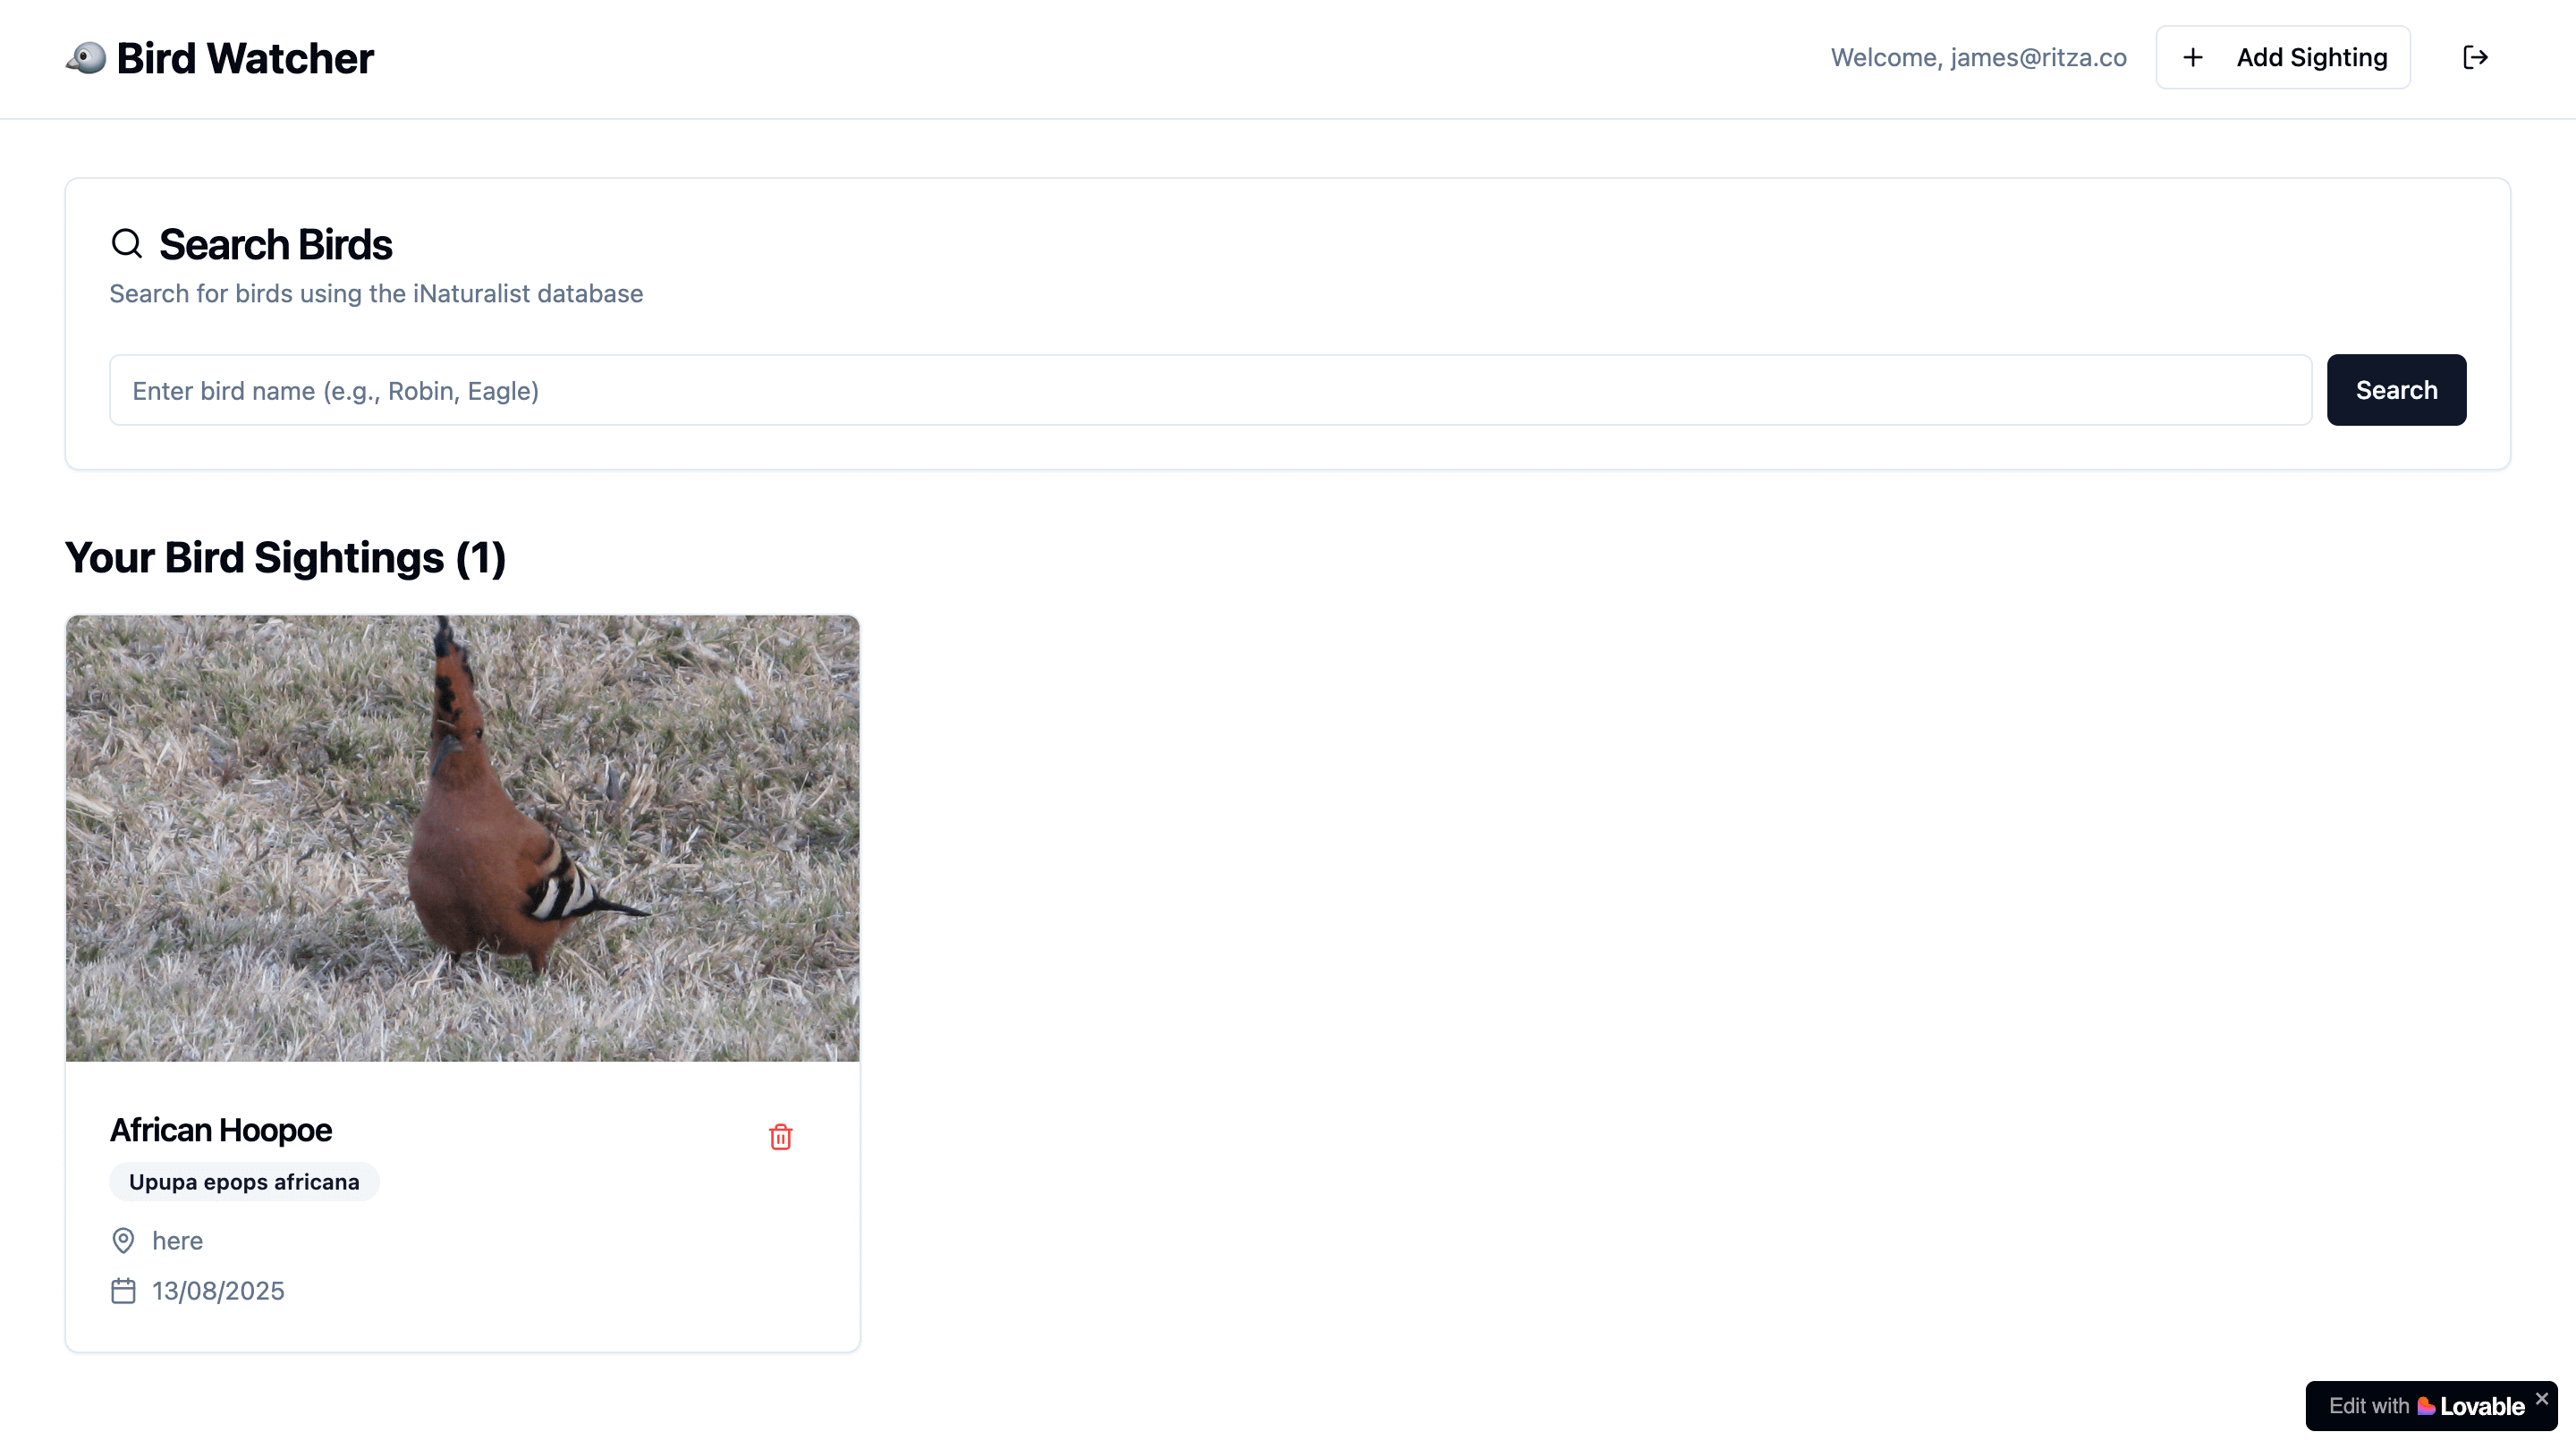 Bird Watcher
Welcome, james@ritza.co
Add Sighting
Search Birds
Search for birds using the iNaturalist database
Enter bird name (e.g., Robin, Eagle)
Search
Your Bird Sightings (1)
African Hoopoe
Upupa epops africana
here
13/08/2025
Edit with Lovable